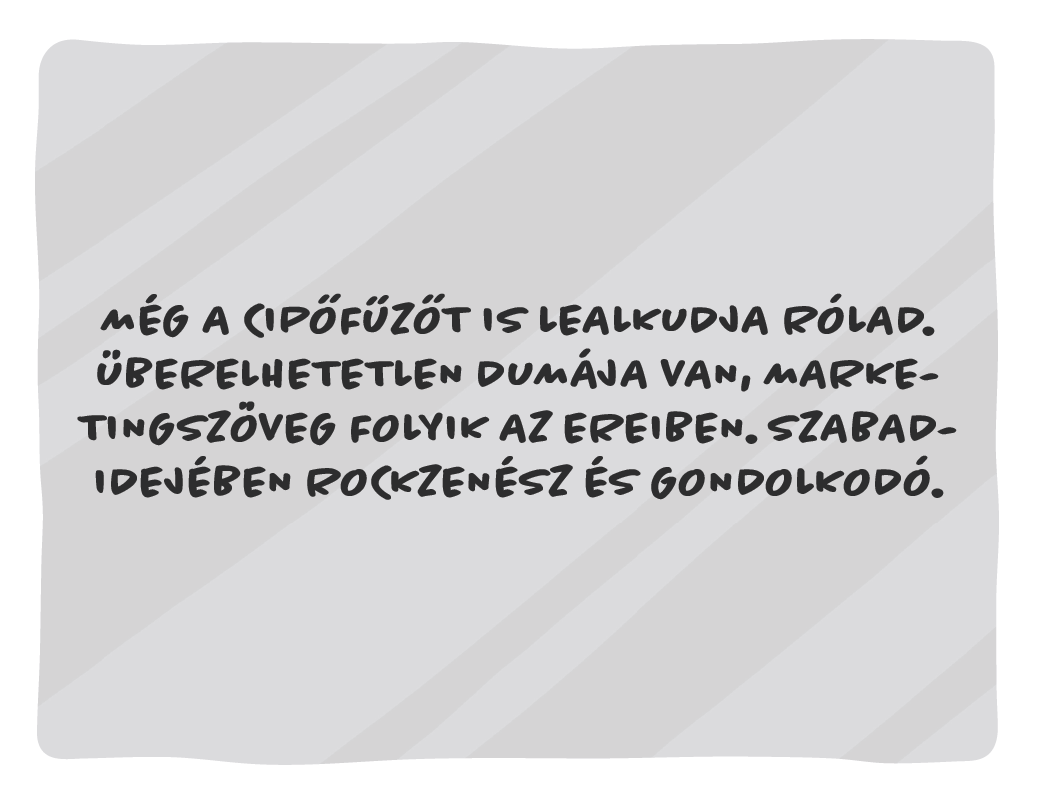 MÉG A CIPŐFŰZŐT IS LEALKUDJA RÓLAD.
ÜBERELHETETLEN DUMÁJA VAN, MARKE-
TINGSZÖVEG FOLYIK AZ EREIBEN. SZABAD-
IDEJÉBEN ROCKZENÉSZ ÉS GONDOLKODÓ.